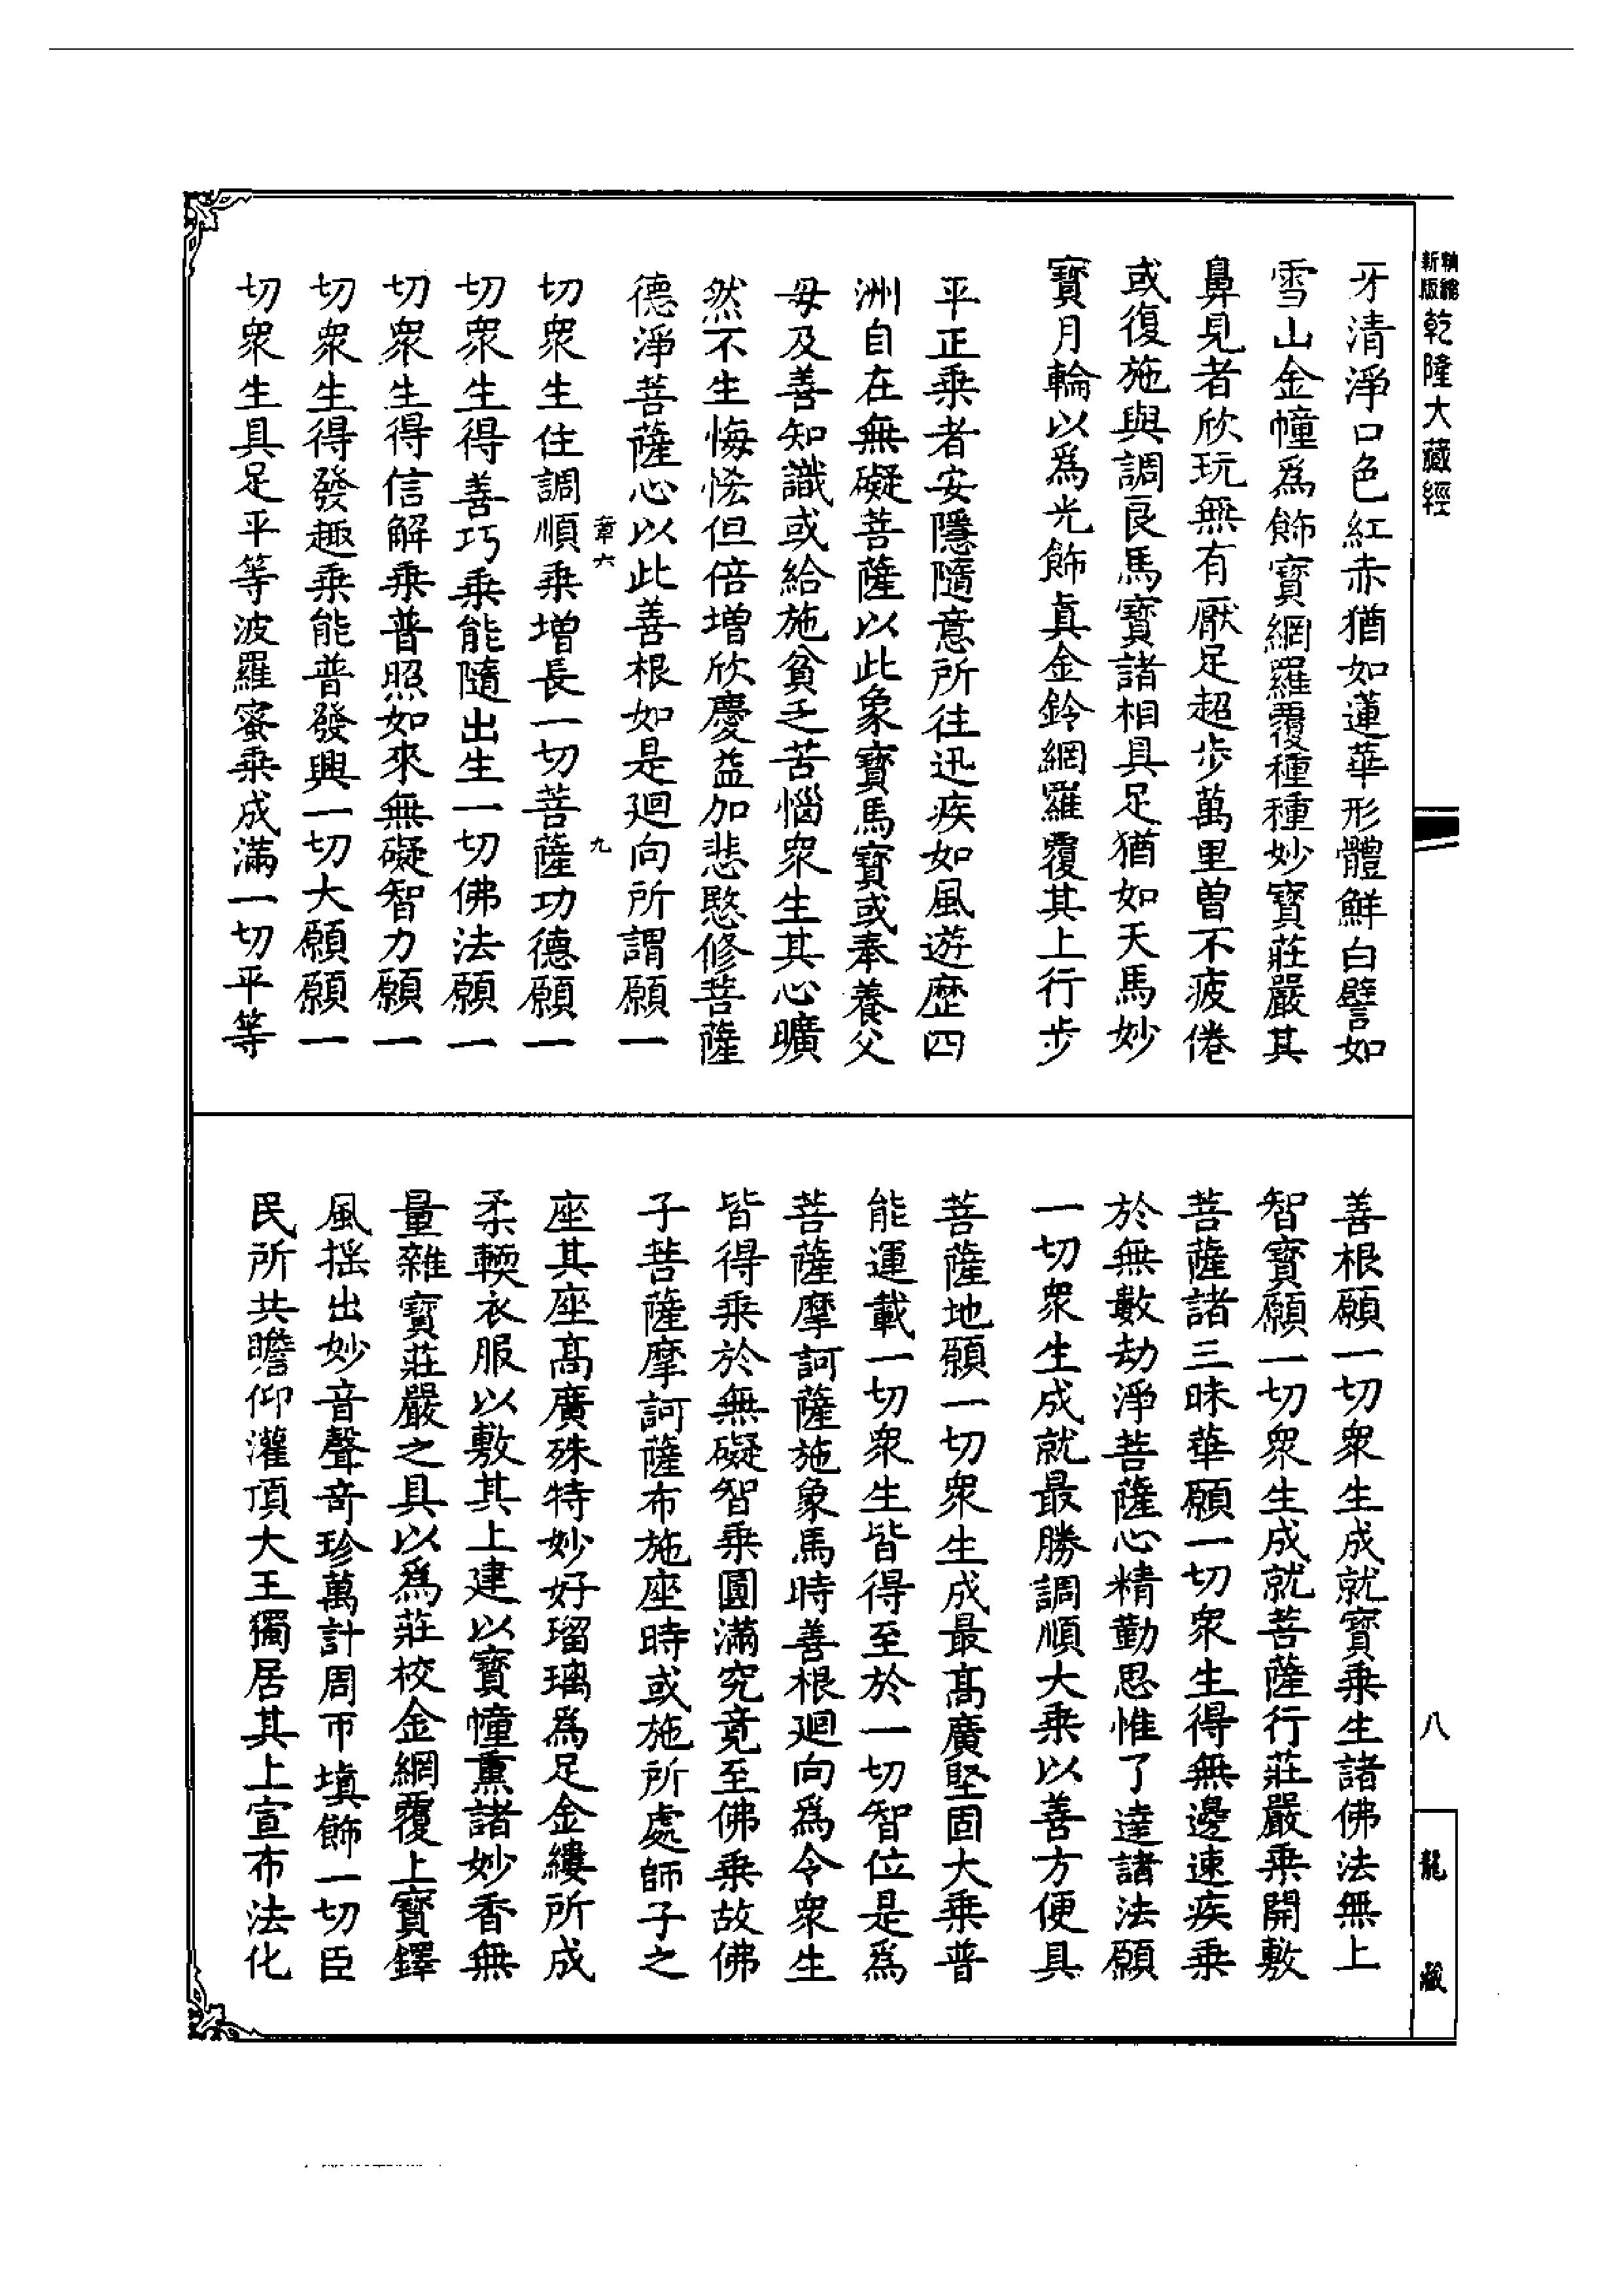 新版精縮乾隆大藏經
牙清淨口色紅赤猶如蓮華形體鮮白譬如
雪山金幢為飾寶網羅覆種種妙寶莊嚴其
鼻見者欣玩無有厭足超步萬里曾不疲倦
或復施與調良馬寶諸相具足猶如天馬妙
寶月輪以為光飾真金鈴網羅覆其上行步
平正乘者安隱隨意所往迅疾如風遊歷四
洲自在無礙菩薩以此象寶馬寶或奉養父
母及善知識或給施貧乏苦惱眾生其心曠
然不生悔悋但倍增欣慶益加悲愍修菩薩
德淨菩薩心以此善根如是迴向所謂願一
章六
九
切眾生住調順乘增長一切菩薩功德願一
切眾生得善巧乘能隨出生一切佛法願一
切眾生得信解乘普照如來無礙智力願一
切眾生得發趣乘能普發興一切大願願一
切眾生具足平等波羅蜜乘成滿一切平等
善根願一切眾生成就寶乘生諸佛法無上
智寶願一切眾生成就菩薩行莊嚴乘開敷
菩薩諸三昧華願一切眾生得無邊速疾乘
於無數劫淨菩薩心精勤思惟了達諸法願
一切眾生成就最勝調順大乘以善方便具
菩薩地願一切眾生成最高廣堅固大乘普
能運載一切眾生皆得至於一切智位是為
菩薩摩訶薩施象馬時善根迴向為令眾生
皆得乘於無礙智乘圓滿究竟至佛乘故佛
子菩薩摩訶薩布施座時或施所處師子之
座其座高廣殊特妙好瑠璃為足金縷所成
柔輭衣服以敷其上建以寶幢熏諸妙香無
量雜寶莊嚴之具以為莊校金網覆上寶鐸
風搖出妙音聲奇珍萬計周帀填飾一切臣
民所共瞻仰灌頂大王獨居其上宣布法化
八
龍藏